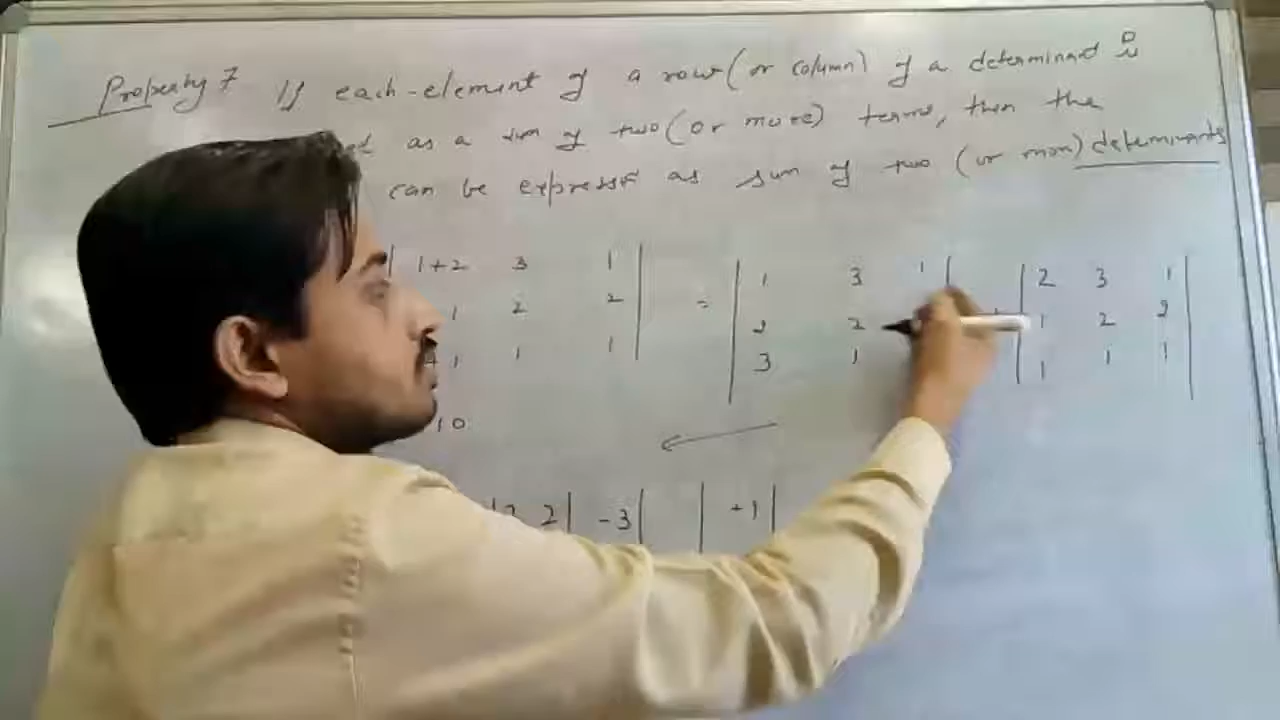 Property 7 If each element of a row (or column) of a determinant is
as a sum of two (or more) terms, then the
can be express as sum of two (or more) determinants
| 1+2 3 1 | = | 1 3 1 | | 2 3 1 |
1 2 2 2 2 1 2 2
+1 1 1 3 1 1 1 1
10
2 2 | -3 | | +1 |